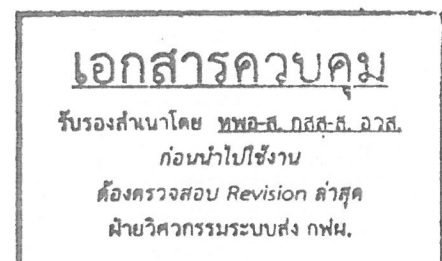 เอกสารควบคุม
รับรองสำเนาโดย หพอ-ส. กสส-ส. อวส.
ก่อนนำไปใช้งาน
ต้องตรวจสอบ Revision ล่าสุด
ฝ่ายวิศวกรรมระบบส่ง กฟผ.